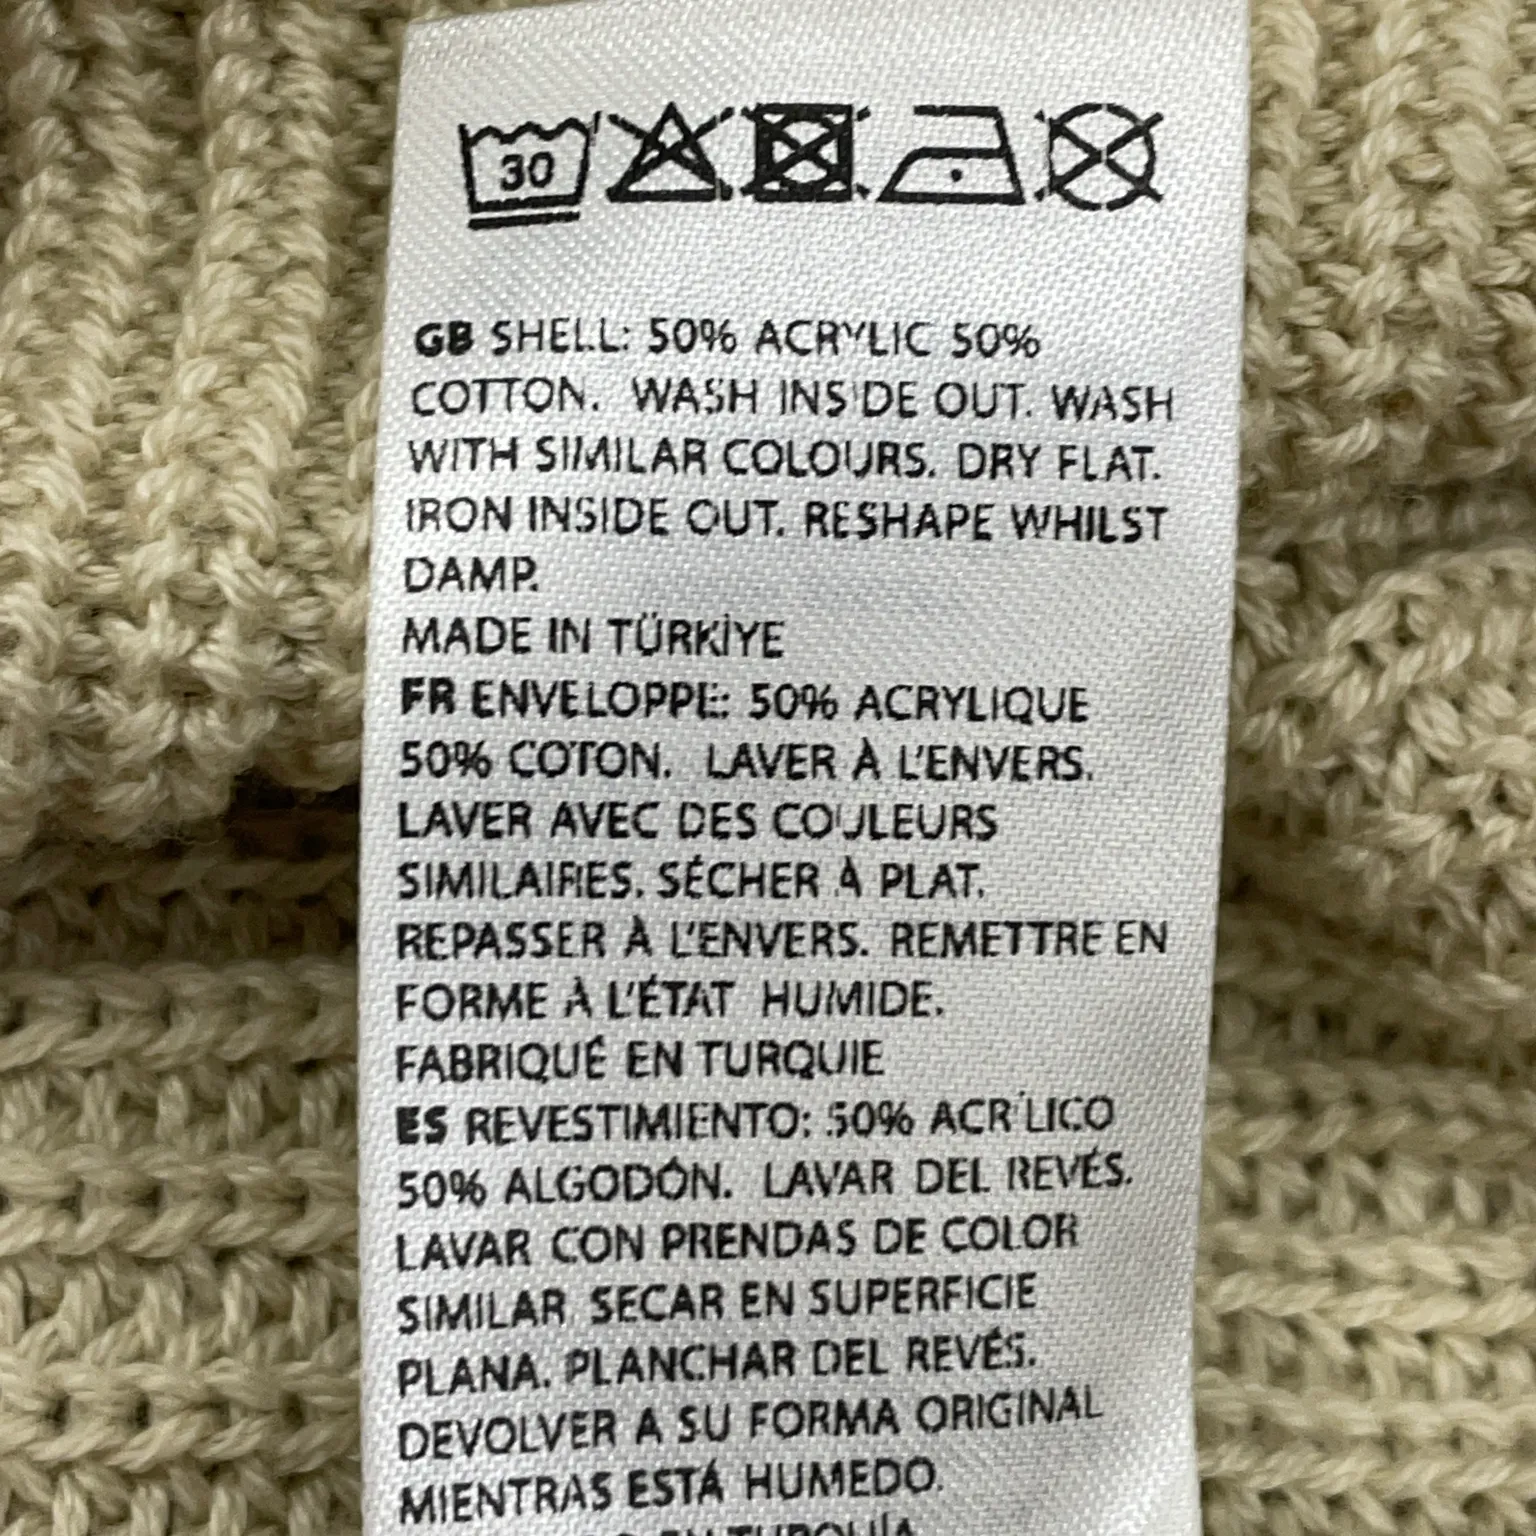 30
GB SHELL: 50% ACRYLIC 50%
COTTON. WASH INSIDE OUT. WASH
WITH SIMILAR COLOURS. DRY FLAT.
IRON INSIDE OUT. RESHAPE WHILST
DAMP.
MADE IN TÜRKİYE
FR ENVELOPPE: 50% ACRYLIQUE
50% COTON. LAVER À L'ENVERS.
LAVER AVEC DES COULEURS
SIMILAIRES. SÉCHER À PLAT.
REPASSER À L'ENVERS. REMETTRE EN
FORME À L'ÉTAT HUMIDE.
FABRIQUÉ EN TURQUIE
ES REVESTIMIENTO: 50% ACRÍLICO
50% ALGODÓN. LAVAR DEL REVÉS.
LAVAR CON PRENDAS DE COLOR
SIMILAR. SECAR EN SUPERFICIE
PLANA. PLANCHAR DEL REVÉS.
DEVOLVER A SU FORMA ORIGINAL
MIENTRAS ESTÁ HUMEDO.
EN TURQUÍA